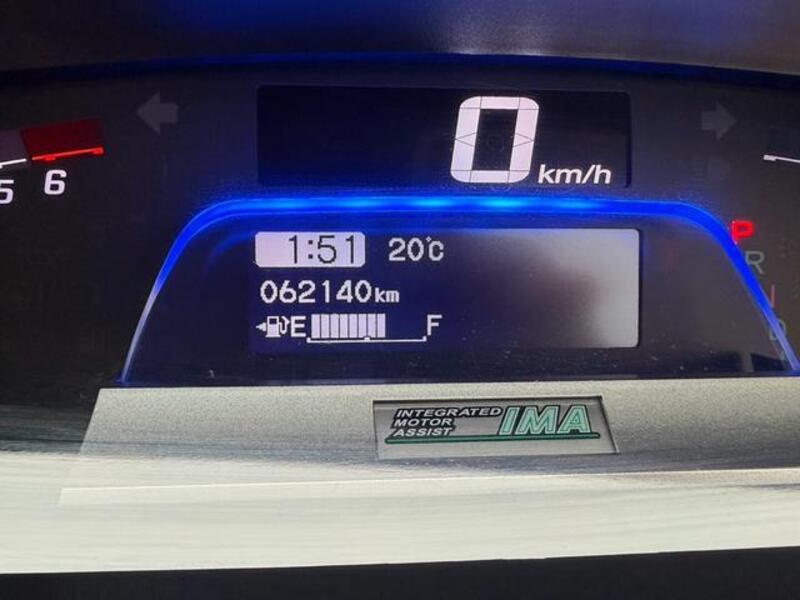 0 km/h
5 6
1:51 20°C
P
R
062140km
E F
INTEGRATED
MOTOR
ASSIST
IMA